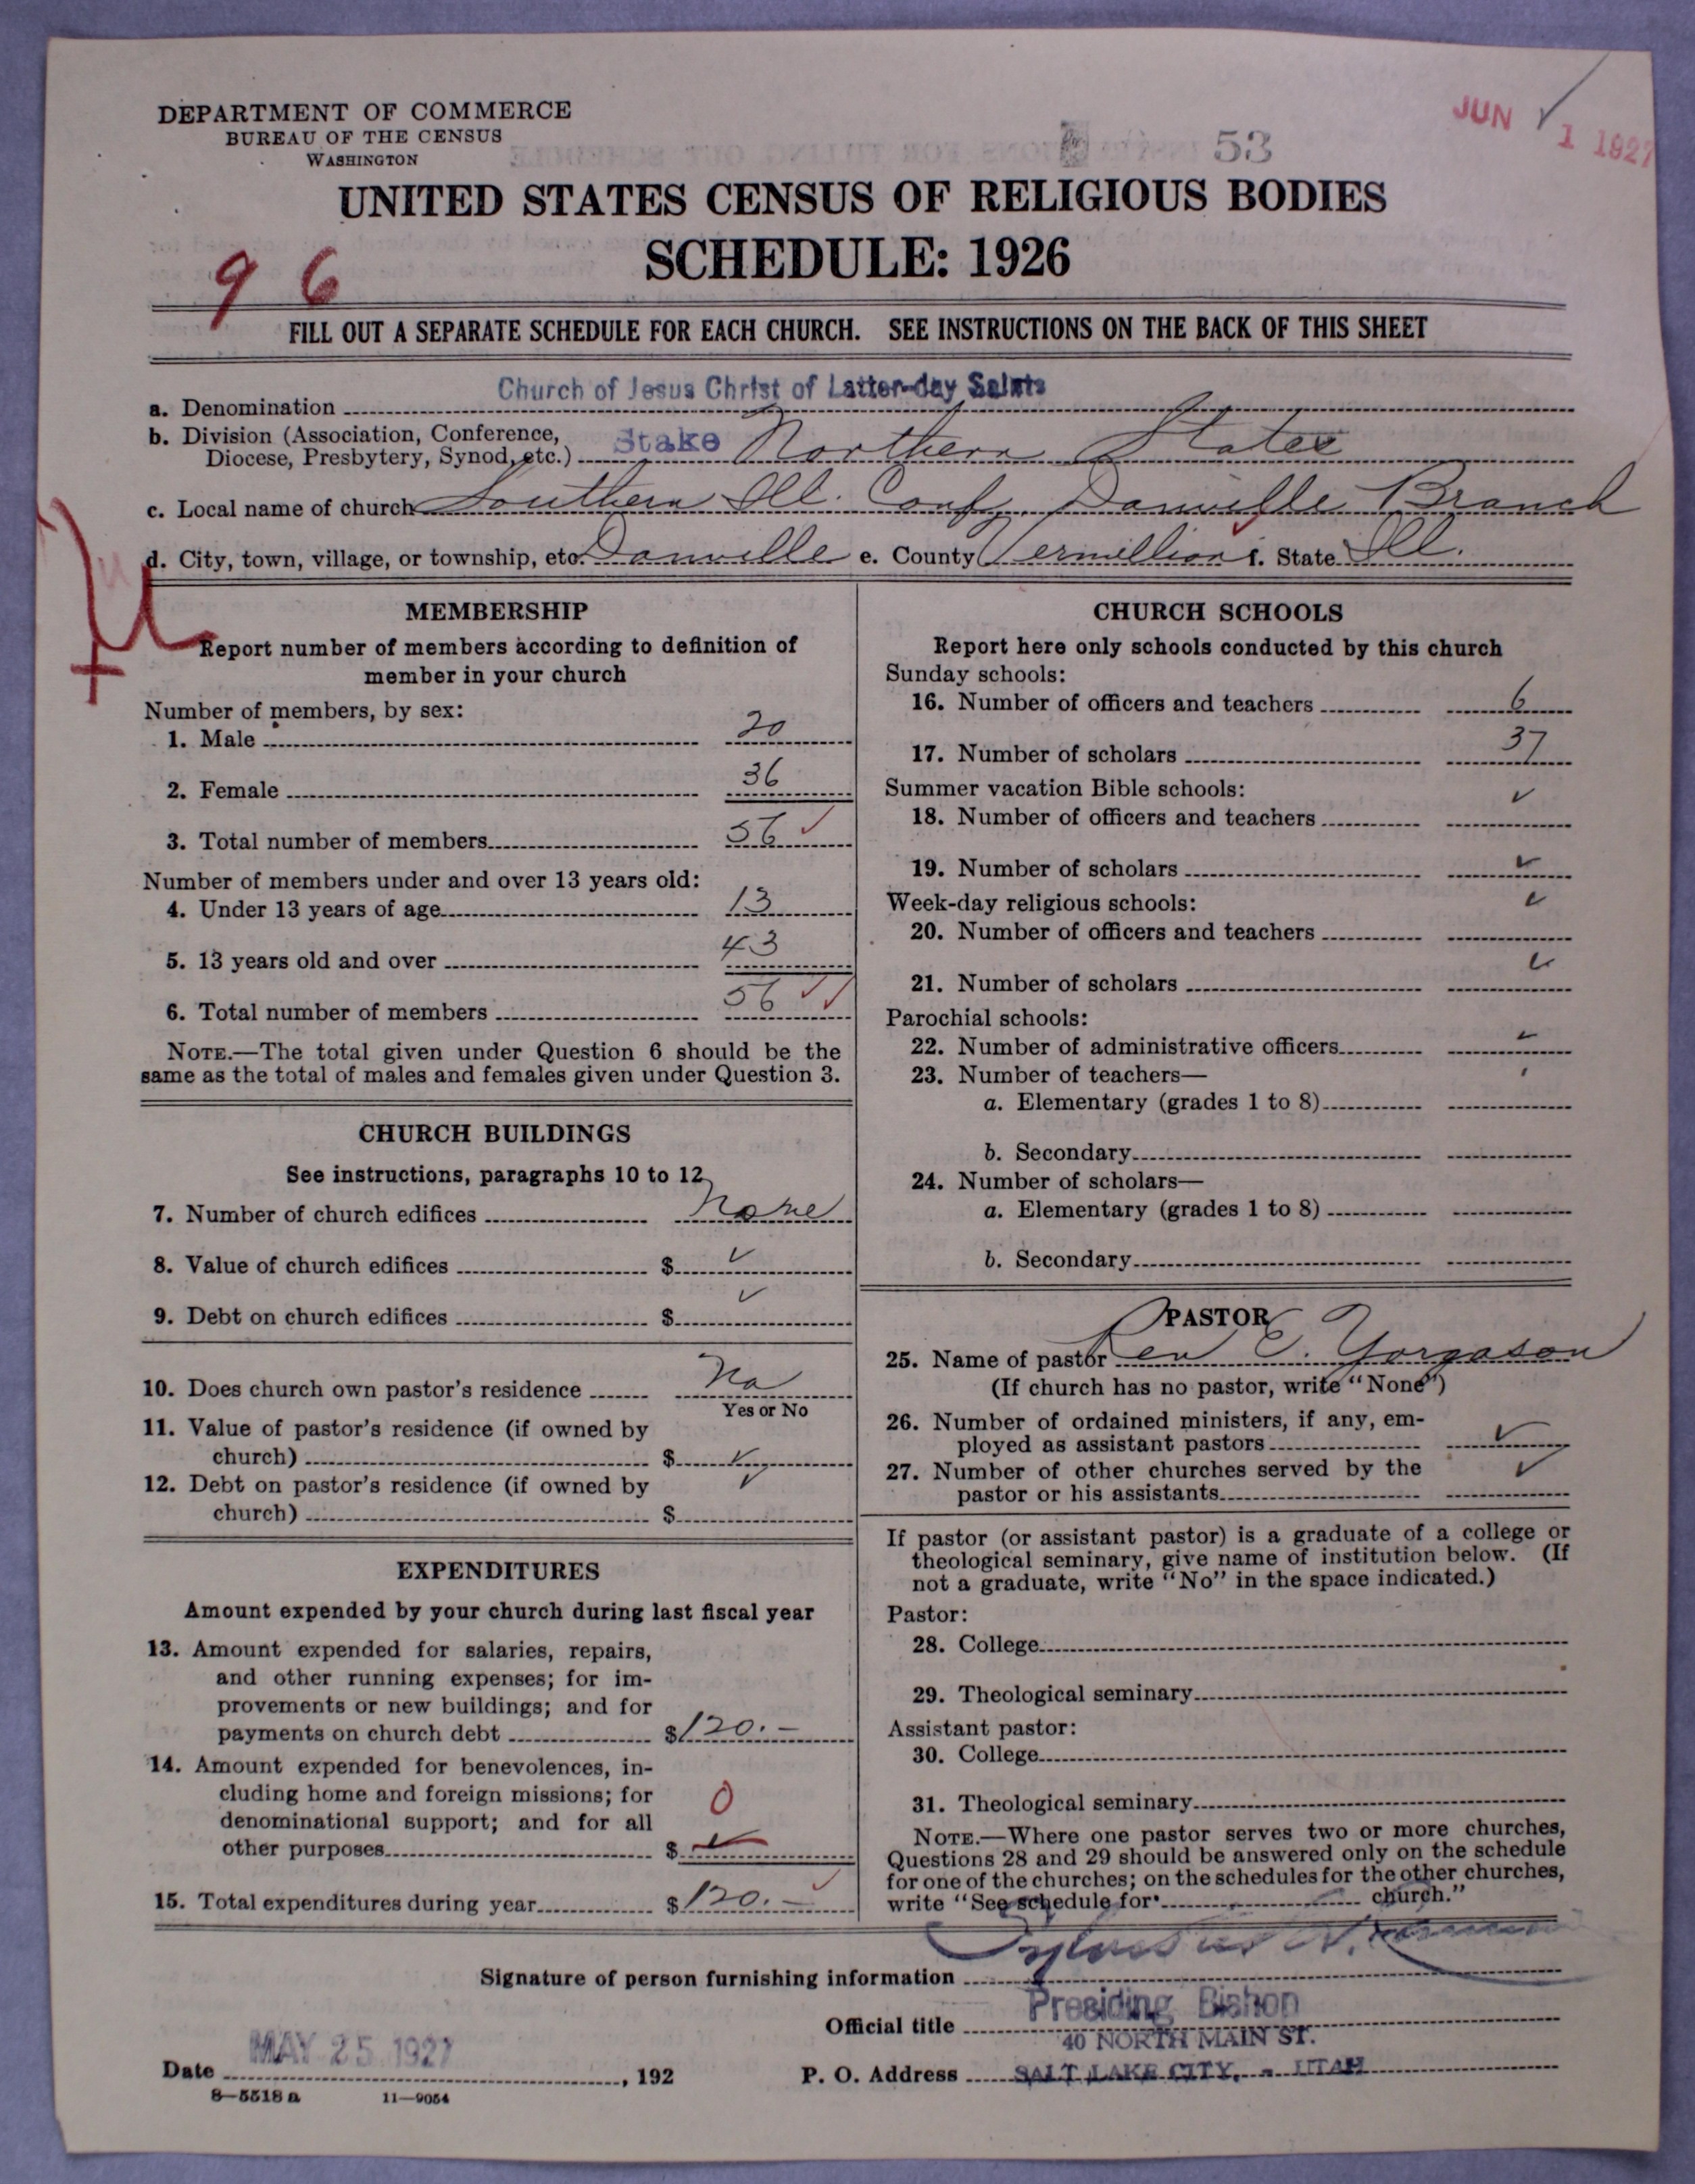 DEPARTMENT OF COMMERCE
BUREAU OF THE CENSUS
WASHINGTON
53
JUN 1 1927
UNITED STATES CENSUS OF RELIGIOUS BODIES
SCHEDULE: 1926
96
FILL OUT A SEPARATE SCHEDULE FOR EACH CHURCH. SEE INSTRUCTIONS ON THE BACK OF THIS SHEET
a. Denomination Church of Jesus Christ of Latter-day Saints
b. Division (Association, Conference,
Diocese, Presbytery, Synod, etc.) Stake Northern States
c. Local name of church Southern Ill. Conf. Danville Branch
d. City, town, village, or township, etc. Danville e. County Vermillion f. State Ill.
MEMBERSHIP
Report number of members according to definition of
member in your church
Number of members, by sex:
1. Male 20
2. Female 36
3. Total number of members 56 ✓
Number of members under and over 13 years old:
4. Under 13 years of age 13
5. 13 years old and over 43
6. Total number of members 56 ✓✓
NOTE.—The total given under Question 6 should be the
same as the total of males and females given under Question 3.
CHURCH BUILDINGS
See instructions, paragraphs 10 to 12
7. Number of church edifices None
8. Value of church edifices $ ✓
9. Debt on church edifices $ ✓
10. Does church own pastor's residence No
Yes or No
11. Value of pastor's residence (if owned by
church) $ ✓
12. Debt on pastor's residence (if owned by
church) $ ✓
EXPENDITURES
Amount expended by your church during last fiscal year
13. Amount expended for salaries, repairs,
and other running expenses; for im-
provements or new buildings; and for
payments on church debt $120.–
14. Amount expended for benevolences, in-
cluding home and foreign missions; for
denominational support; and for all
other purposes $ 0
15. Total expenditures during year $120.– ✓
CHURCH SCHOOLS
Report here only schools conducted by this church
Sunday schools:
16. Number of officers and teachers 6
17. Number of scholars 37
Summer vacation Bible schools:
18. Number of officers and teachers ✓
19. Number of scholars ✓
Week-day religious schools:
20. Number of officers and teachers ✓
21. Number of scholars ✓
Parochial schools:
22. Number of administrative officers ✓
23. Number of teachers—
a. Elementary (grades 1 to 8)
b. Secondary
24. Number of scholars—
a. Elementary (grades 1 to 8)
b. Secondary
PASTOR
25. Name of pastor Rev E. Yorgason
(If church has no pastor, write "None")
26. Number of ordained ministers, if any, em-
ployed as assistant pastors ✓
27. Number of other churches served by the
pastor or his assistants ✓
If pastor (or assistant pastor) is a graduate of a college or
theological seminary, give name of institution below. (If
not a graduate, write "No" in the space indicated.)
Pastor:
28. College
29. Theological seminary
Assistant pastor:
30. College
31. Theological seminary
NOTE.—Where one pastor serves two or more churches,
Questions 28 and 29 should be answered only on the schedule
for one of the churches; on the schedules for the other churches,
write "See schedule for church."
Signature of person furnishing information
Official title Presiding Bishop
40 NORTH MAIN ST.
Date MAY 25 1927, 192
P. O. Address SALT LAKE CITY, - UTAH
8—5518 a 11—9054